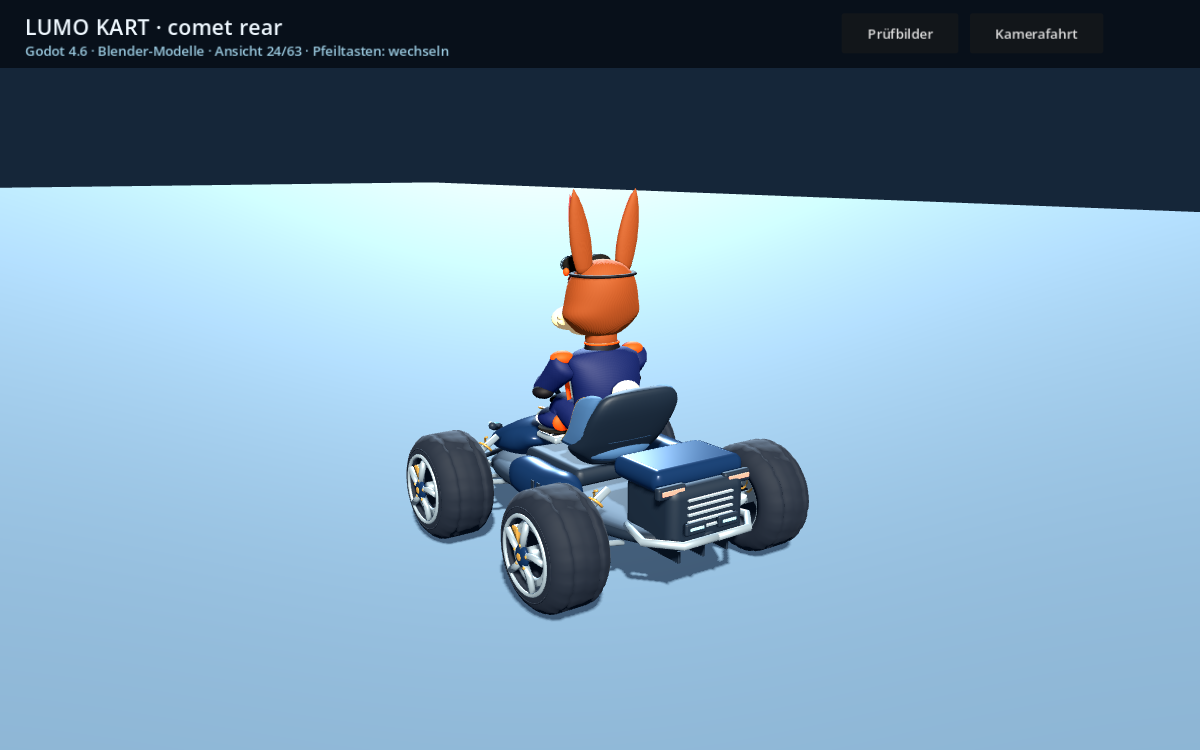 LUMO KART · comet rear
Godot 4.6 · Blender-Modelle · Ansicht 24/63 · Pfeiltasten: wechseln
Prüfbilder
Kamerafahrt